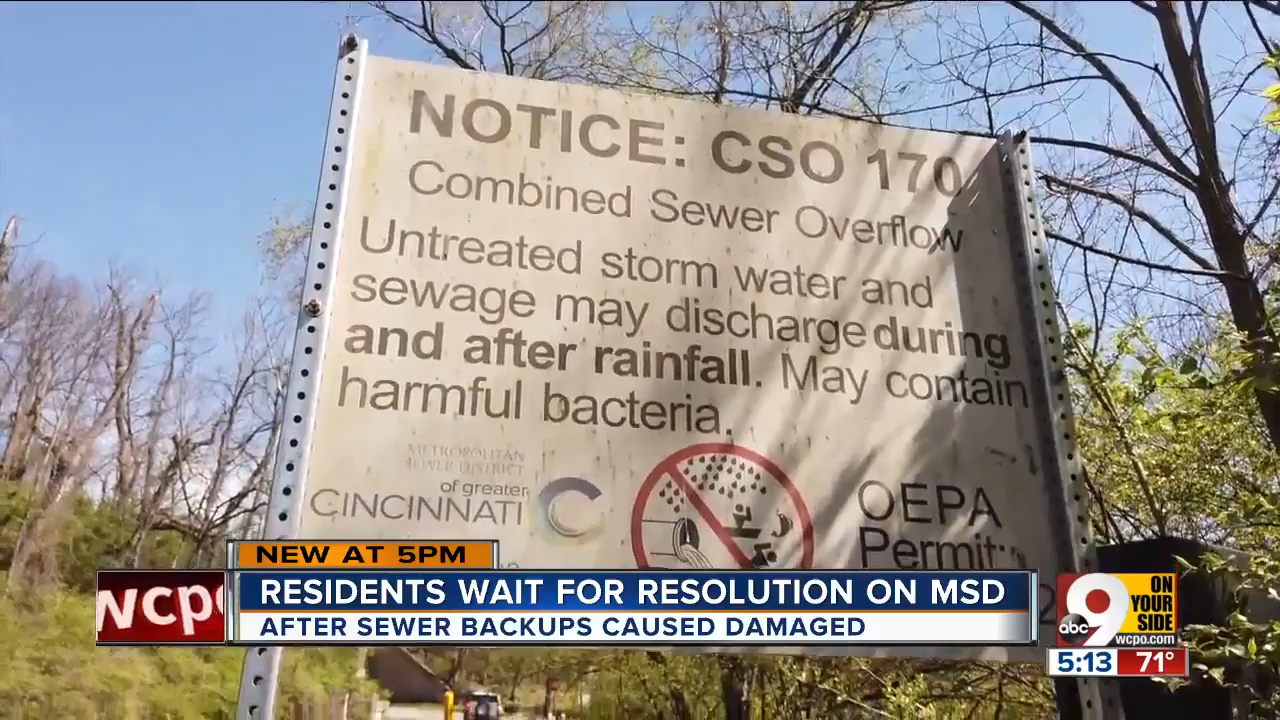 NOTICE: CSO 170
Combined Sewer Overflow
Untreated storm water and
sewage may discharge during
and after rainfall. May contain
harmful bacteria.
METROPOLITAN
SEWER DISTRICT
of greater
CINCINNATI
OEPA
Permit:
NEW AT 5PM
wcp
RESIDENTS WAIT FOR RESOLUTION ON MSD
AFTER SEWER BACKUPS CAUSED DAMAGED
abc 9
ON
YOUR
SIDE
wcpo.com
5:13 71°